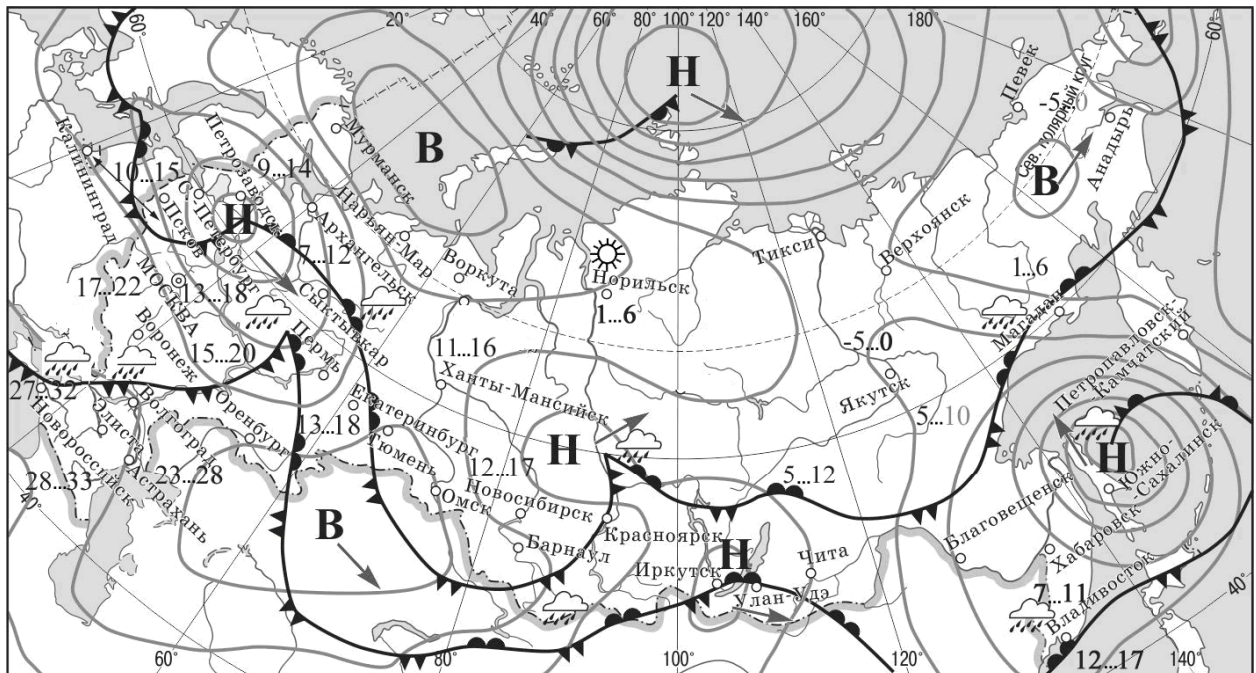 60°
20°
40°
60°
80°
100°
120°
140°
160°
180°
60°
Н
В
Певек
-5...0
Сев. полярный круг
Анадырь
В
Мурманск
Калининград
10...15
Петрозаводск
9...14
С.Петербург
Псков
Н
Нарьян-Мар
Архангельск
7...12
Воркута
Тикси
Верхоянск
Норильск
1...6
1...6
17...22
МОСКВА
13...18
Сыктывкар
Магадан
Петропавловск-
Камчатский
Воронеж
15...20
Пермь
11...16
-5...0
Ханты-Мансийск
Якутск
27...32
Новороссийск
Элиста
Волгоград
Оренбург
Екатеринбург
13...18
Тюмень
5...10
Н
Н
Южно-
-Сахалинск
28...33
Астрахань
23...28
12...17
Омск
Новосибирск
5...12
В
Красноярск
Барнаул
Н
Иркутск
Чита
Улан-Удэ
Благовещенск
Хабаровск
7...11
Владивосток
12...17
40°
40°
60°
80°
100°
120°
140°